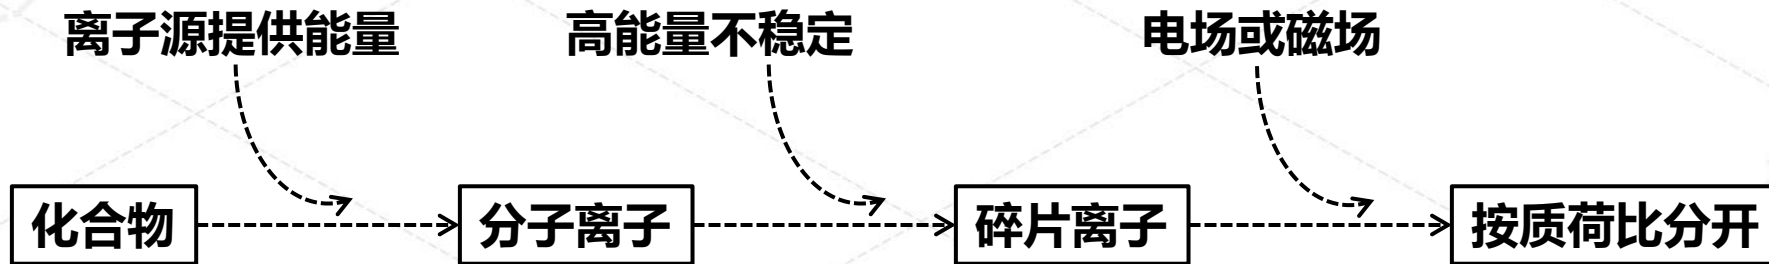 离子源提供能量
高能量不稳定
电场或磁场
化合物
分子离子
碎片离子
按质荷比分开